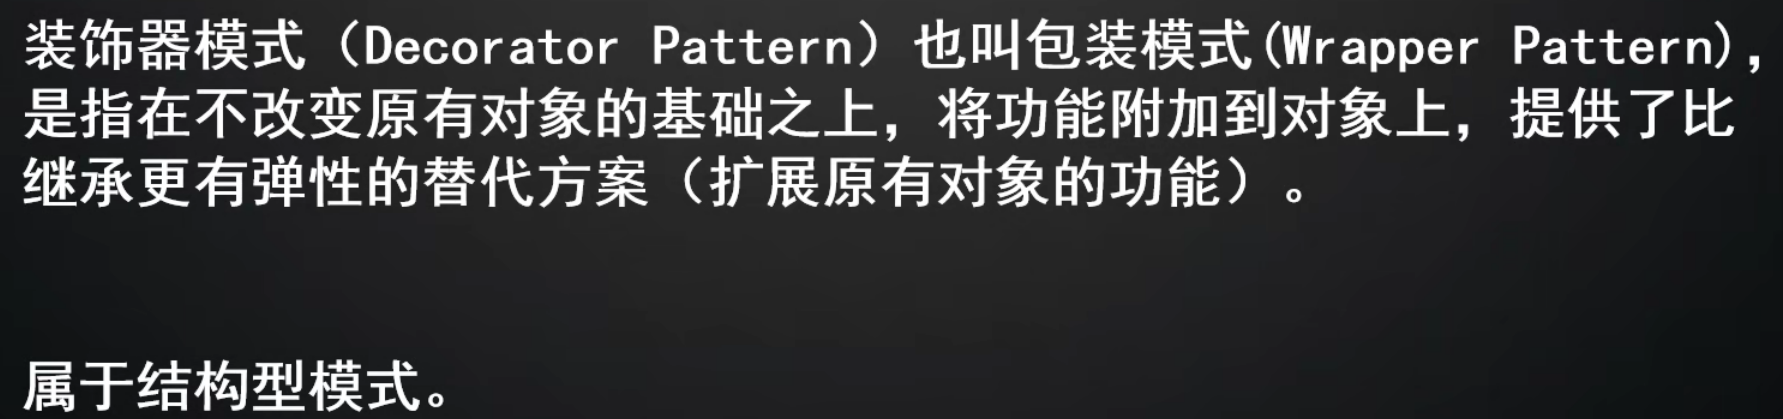 装饰器模式（Decorator Pattern）也叫包装模式(Wrapper Pattern),
是指在不改变原有对象的基础之上，将功能附加到对象上，提供了比
继承更有弹性的替代方案（扩展原有对象的功能）。
属于结构型模式。